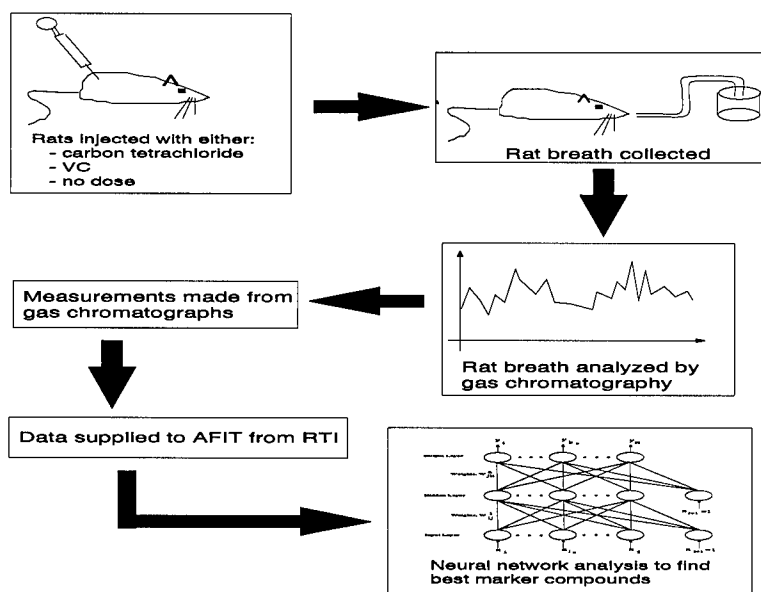 Rats injected with either:
- carbon tetrachloride
- VC
- no dose
Rat breath collected
Rat breath analyzed by
gas chromatography
Measurements made from
gas chromatographs
Data supplied to AFIT from RTI
Neural network analysis to find
best marker compounds